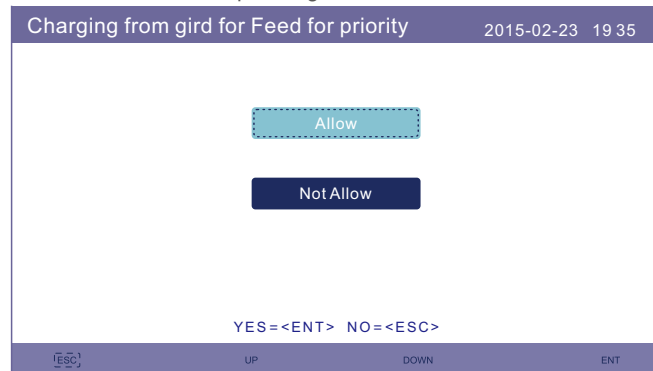 Charging from gird for Feed for priority 2015-02-23 19 35
Allow
Not Allow
YES=<ENT> NO=<ESC>
ESC UP DOWN ENT